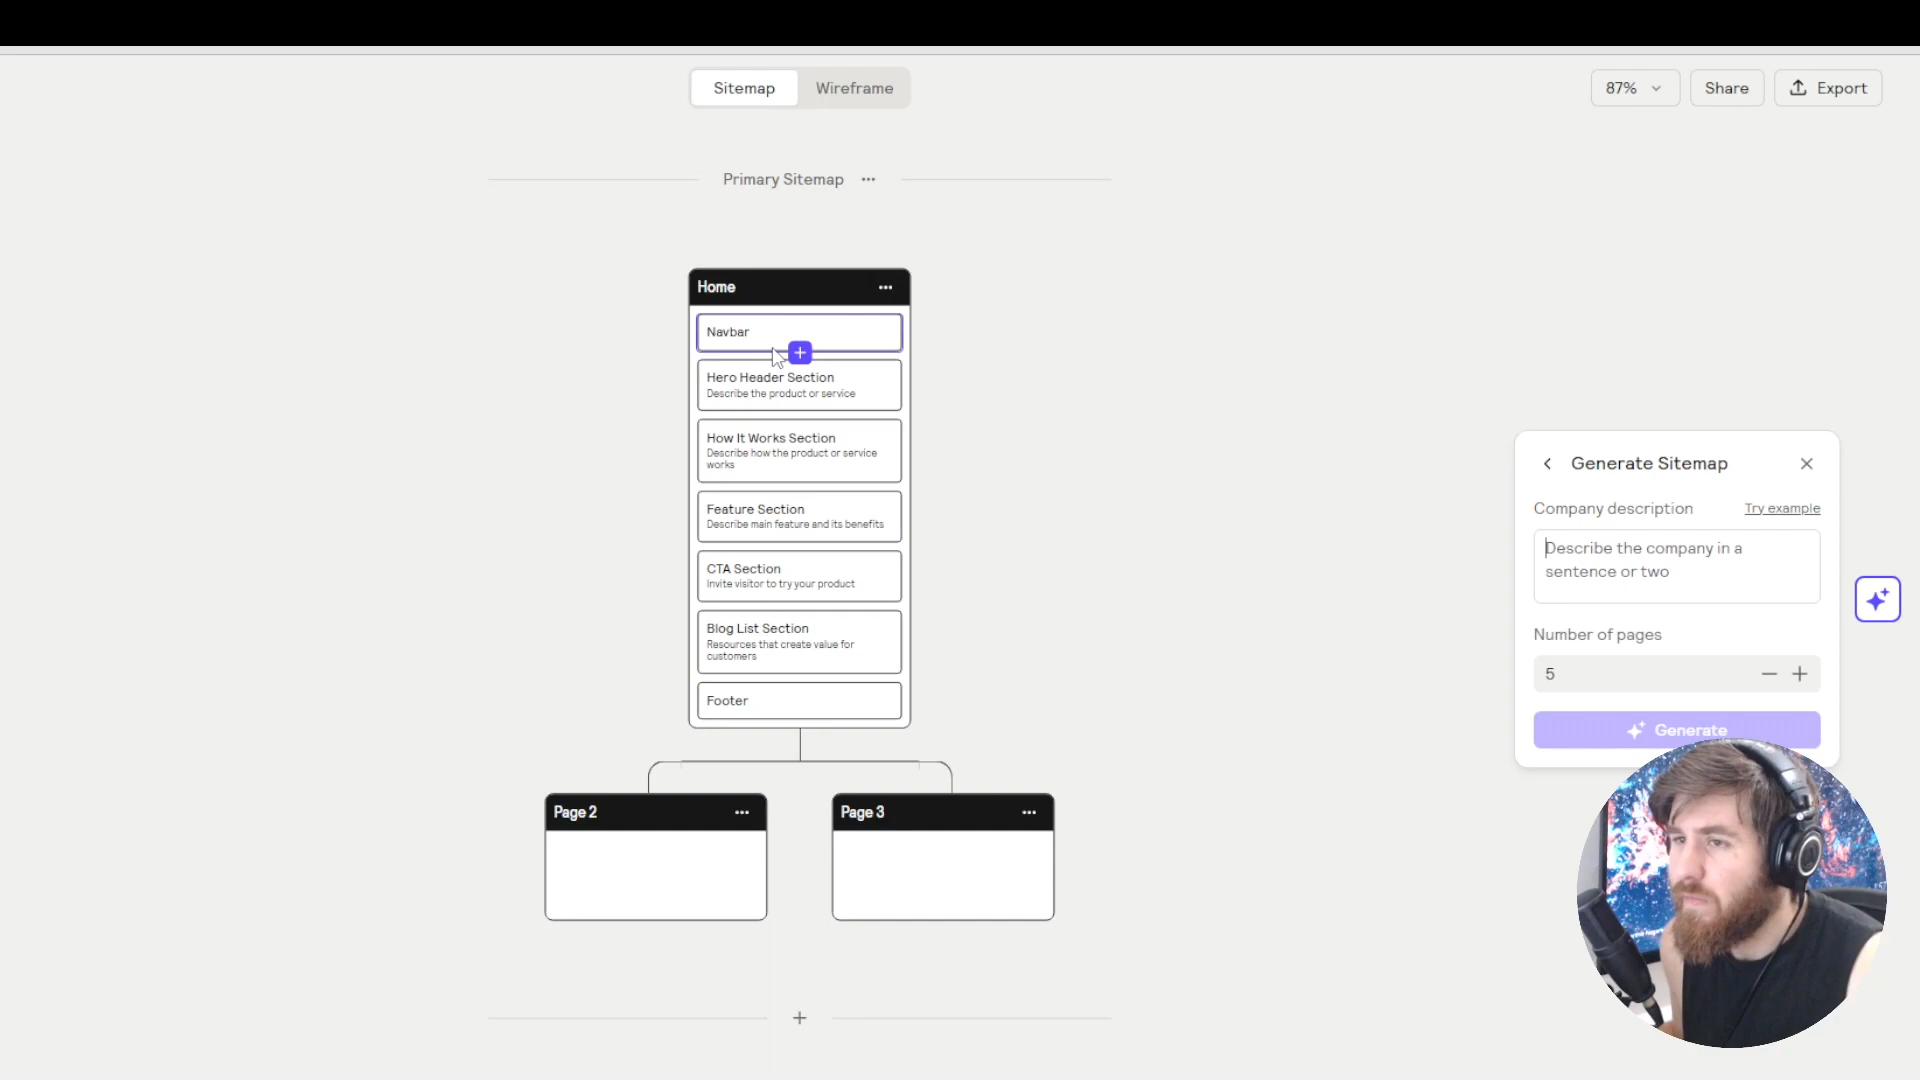 Sitemap
Wireframe
87%
Share
Export
Primary Sitemap
Home
Navbar
Hero Header Section
Describe the product or service
How It Works Section
Describe how the product or service
works
Feature Section
Describe main feature and its benefits
CTA Section
Invite visitor to try your product
Blog List Section
Resources that create value for
customers
Footer
Page 2
Page 3
Generate Sitemap
Company description
Try example
Describe the company in a
sentence or two
Number of pages
5
Generate